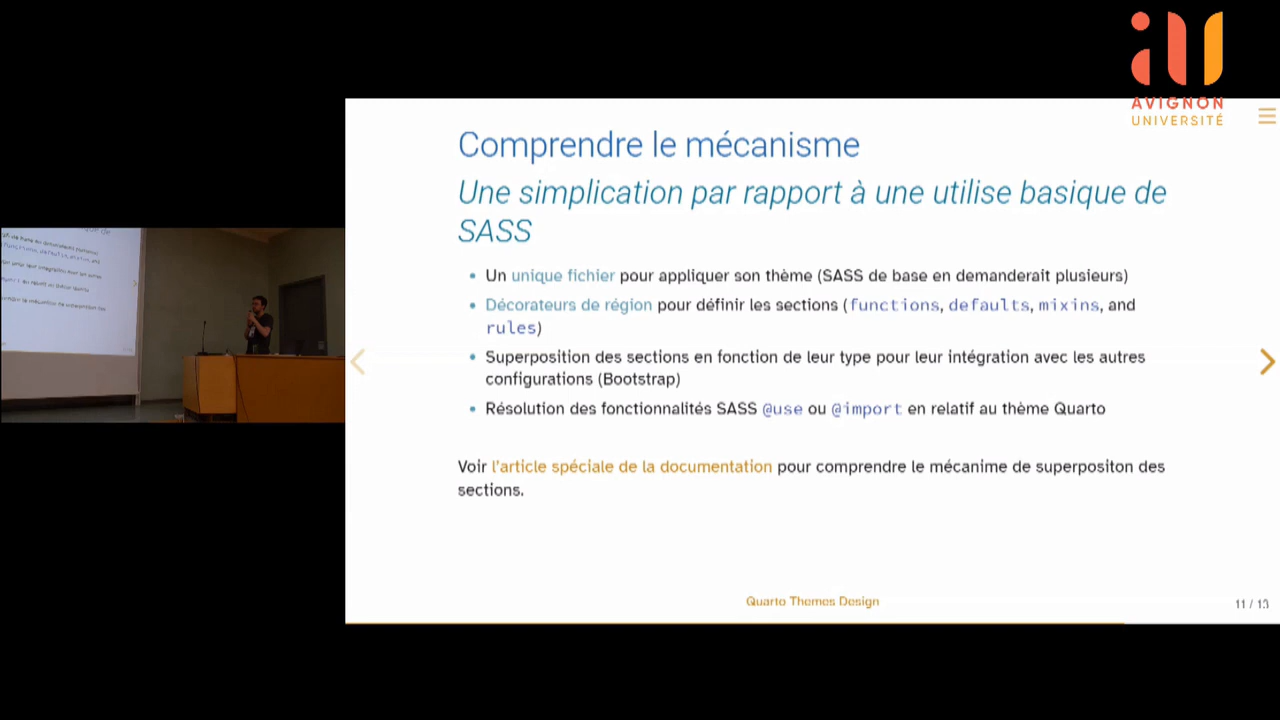 AVIGNON
UNIVERSITÉ
Comprendre le mécanisme
Une simplication par rapport à une utilise basique de
SASS
• Un unique fichier pour appliquer son thème (SASS de base en demanderait plusieurs)
• Décorateurs de région pour définir les sections (functions, defaults, mixins, and
rules)
• Superposition des sections en fonction de leur type pour leur intégration avec les autres
configurations (Bootstrap)
• Résolution des fonctionnalités SASS @use ou @import en relatif au thème Quarto
Voir l'article spéciale de la documentation pour comprendre le mécanime de superpositon des
sections.
Quarto Themes Design
11 / 13